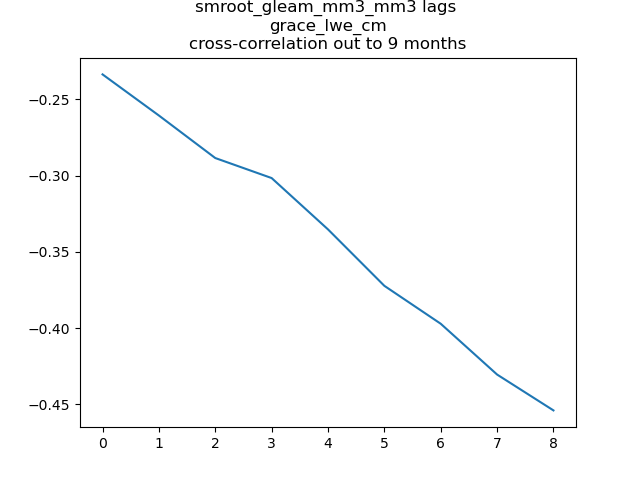 smroot_gleam_mm3_mm3 lags
grace_lwe_cm
cross-correlation out to 9 months
−0.25
−0.30
−0.35
−0.40
−0.45
0 1 2 3 4 5 6 7 8